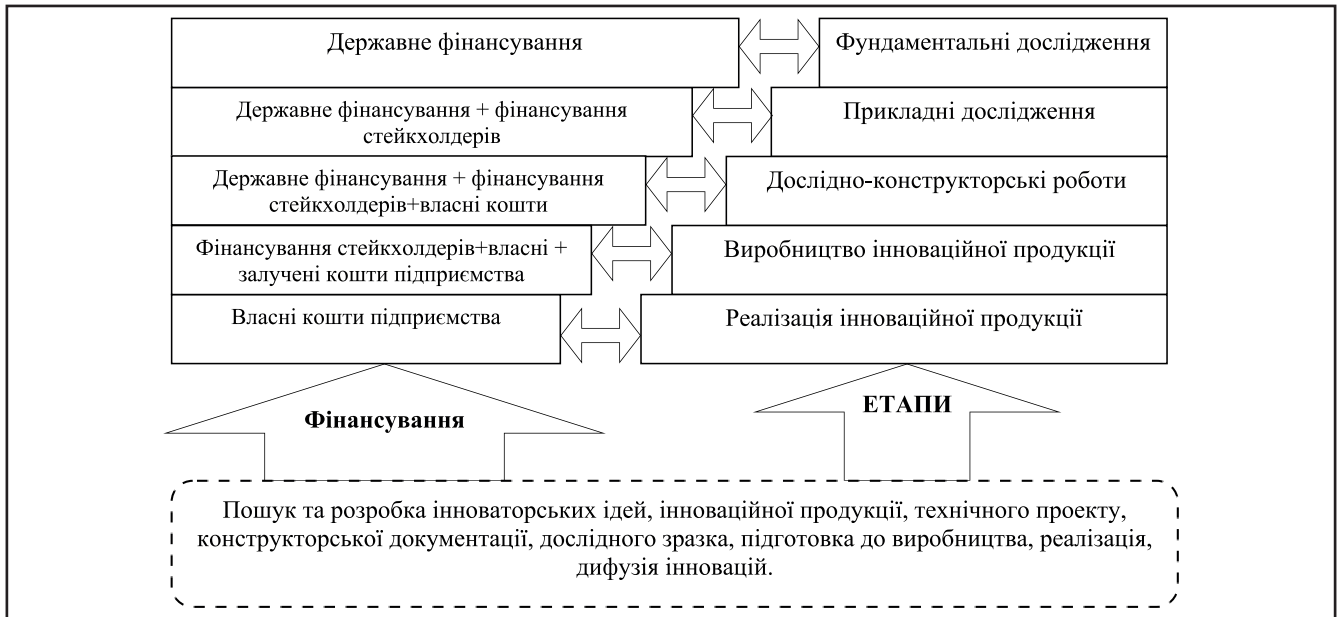 Державне фінансування
Фундаментальні дослідження
Державне фінансування + фінансування
стейкхолдерів
Прикладні дослідження
Державне фінансування + фінансування
стейкхолдерів+власні кошти
Дослідно-конструкторські роботи
Фінансування стейкхолдерів+власні +
залучені кошти підприємства
Виробництво інноваційної продукції
Власні кошти підприємства
Реалізація інноваційної продукції
Фінансування
ЕТАПИ
Пошук та розробка інноваторських ідей, інноваційної продукції, технічного проекту,
конструкторської документації, дослідного зразка, підготовка до виробництва, реалізація,
дифузія інновацій.